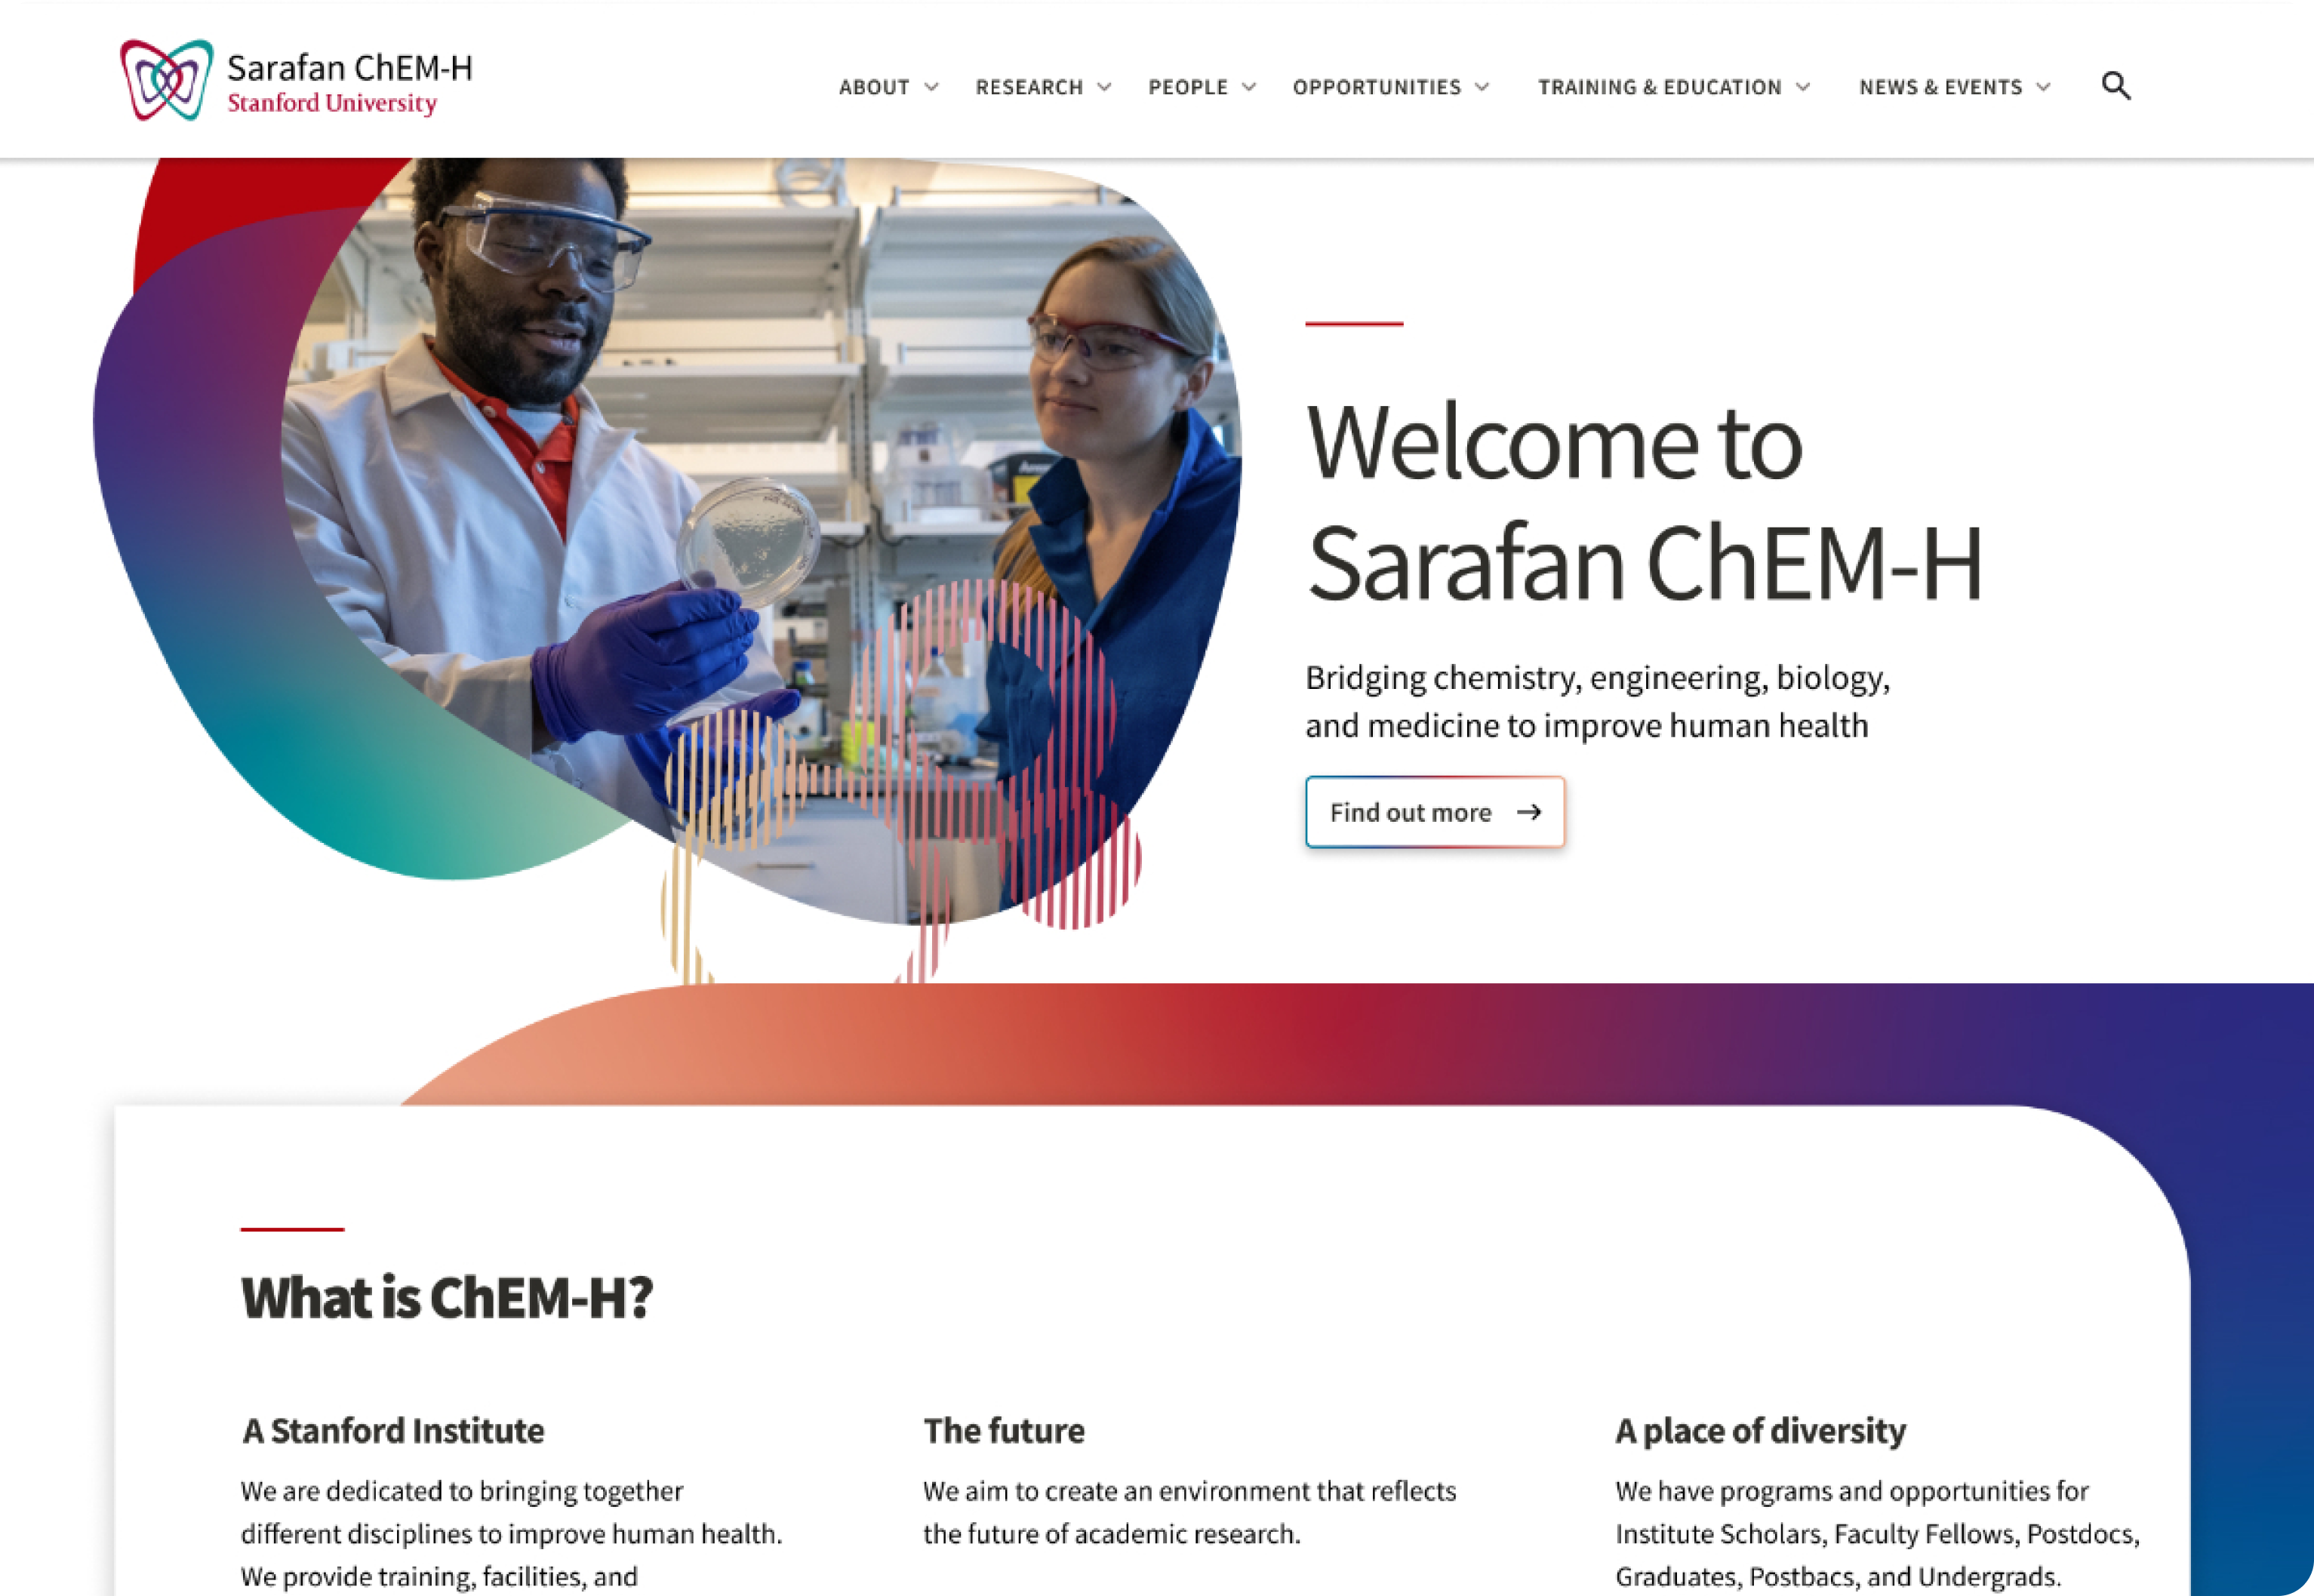 Sarafan ChEM-H
Stanford University
ABOUT
RESEARCH
PEOPLE
OPPORTUNITIES
TRAINING & EDUCATION
NEWS & EVENTS
Welcome to
Sarafan ChEM-H
Bridging chemistry, engineering, biology,
and medicine to improve human health
Find out more
What is ChEM-H?
A Stanford Institute
We are dedicated to bringing together
different disciplines to improve human health.
We provide training, facilities, and
The future
We aim to create an environment that reflects
the future of academic research.
A place of diversity
We have programs and opportunities for
Institute Scholars, Faculty Fellows, Postdocs,
Graduates, Postbacs, and Undergrads.